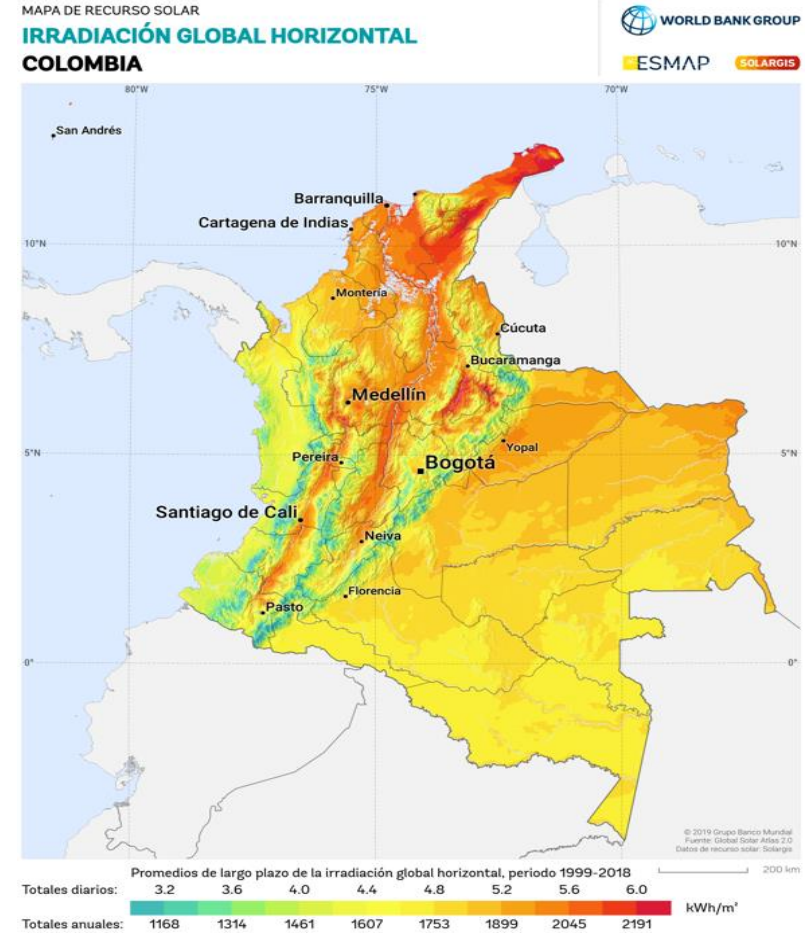 MAPA DE RECURSO SOLAR
IRRADIACIÓN GLOBAL HORIZONTAL
COLOMBIA
WORLD BANK GROUP
ESMAP
SOLARGIS
80°W 75°W 70°W
San Andrés
Barranquilla
Cartagena de Indias
10°N 10°N
Montería
Cúcuta
Bucaramanga
Medellín
5°N 5°N
Yopal
Pereira
Bogotá
Santiago de Cali
Neiva
Florencia
Pasto
0° 0°
© 2019 Grupo Banco Mundial
Fuente: Global Solar Atlas 2.0
Datos de recurso solar: Solargis
200 km
Promedios de largo plazo de la irradiación global horizontal, periodo 1999-2018
Totales diarios: 3.2 3.6 4.0 4.4 4.8 5.2 5.6 6.0
kWh/m²
Totales anuales: 1168 1314 1461 1607 1753 1899 2045 2191